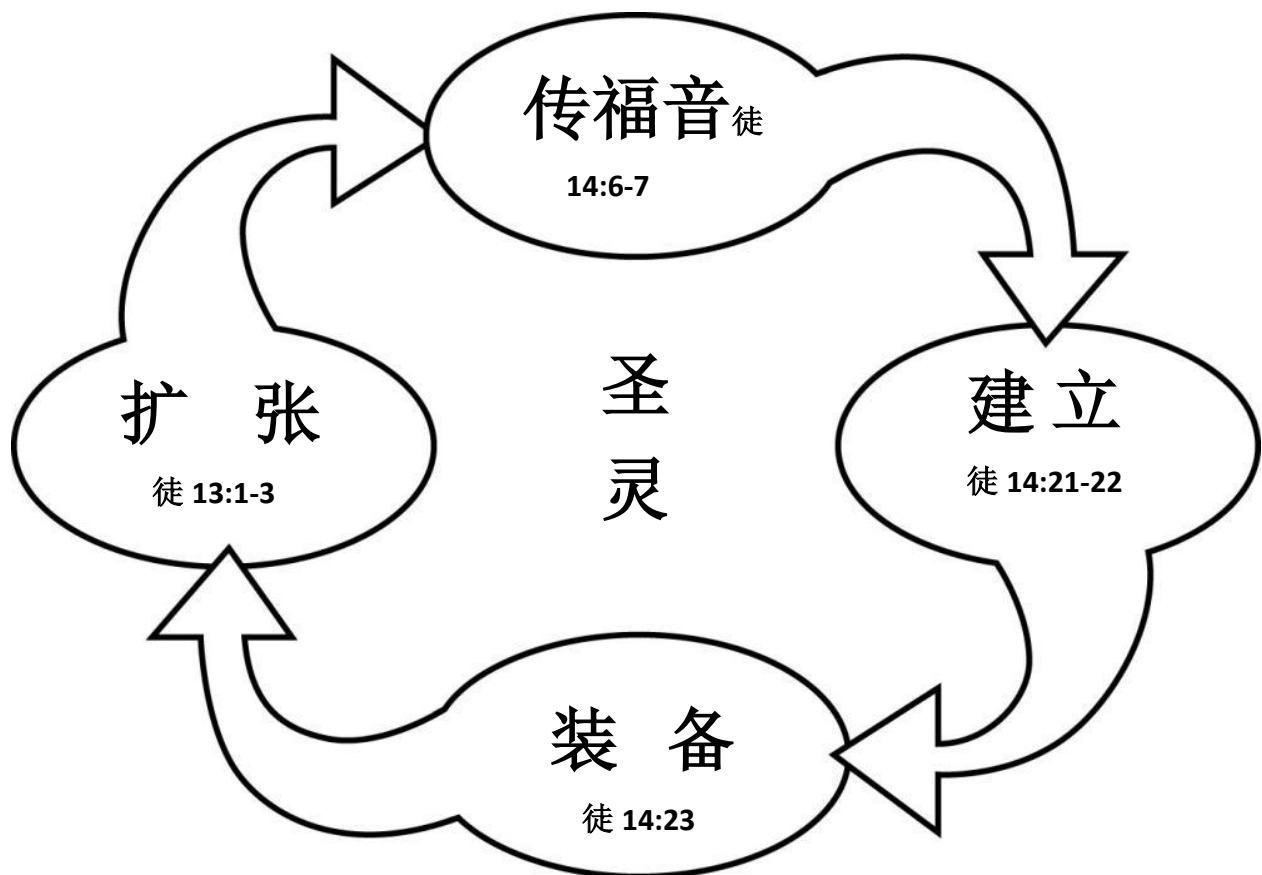 传福音徒
14:6-7
扩 张
徒 13:1-3
圣
灵
建 立
徒 14:21-22
装 备
徒 14:23